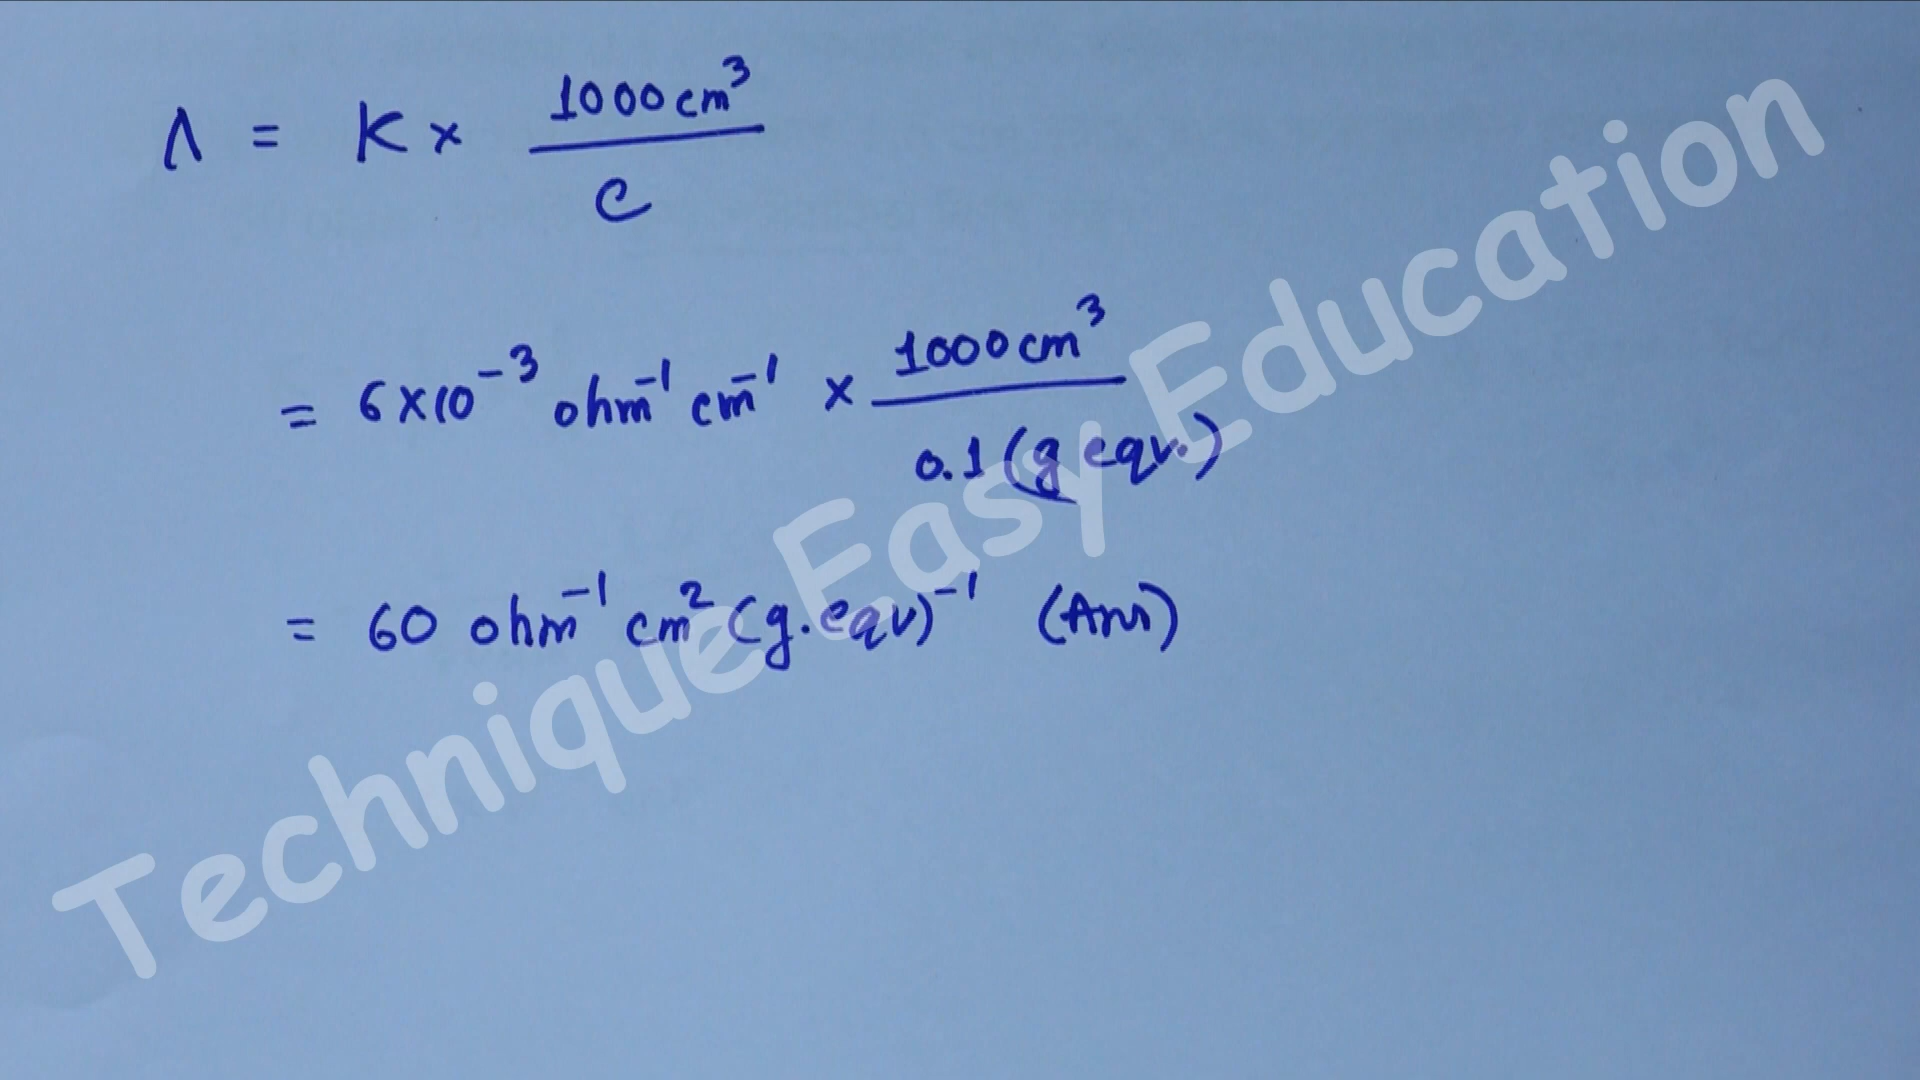 Λ = K × 1000 cm³ / C
= 6×10⁻³ ohm⁻¹ cm⁻¹ × 1000 cm³ / 0.1 (g eqv.)
= 60 ohm⁻¹ cm² (g.eqv)⁻¹ (Ans)
Technique Easy Education